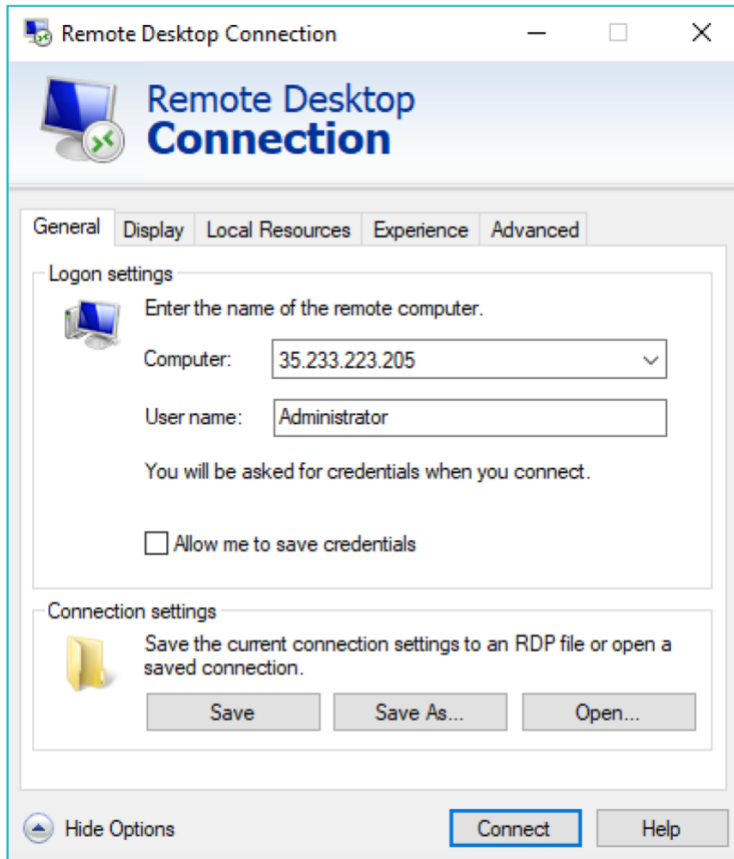 Remote Desktop Connection
Remote Desktop
Connection
General Display Local Resources Experience Advanced
Logon settings
Enter the name of the remote computer.
Computer: 35.233.223.205
User name: Administrator
You will be asked for credentials when you connect.
Allow me to save credentials
Connection settings
Save the current connection settings to an RDP file or open a
saved connection.
Save Save As... Open...
Hide Options Connect Help